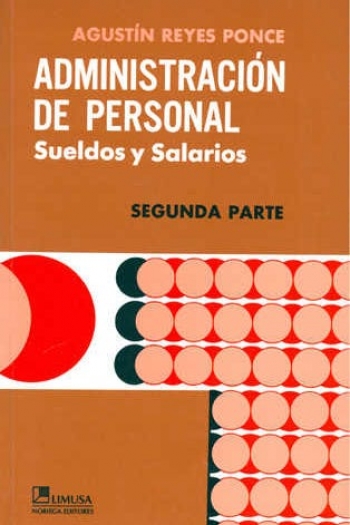 AGUSTÍN REYES PONCE
ADMINISTRACIÓN
DE PERSONAL
Sueldos y Salarios
SEGUNDA PARTE
LIMUSA
NORIEGA EDITORES